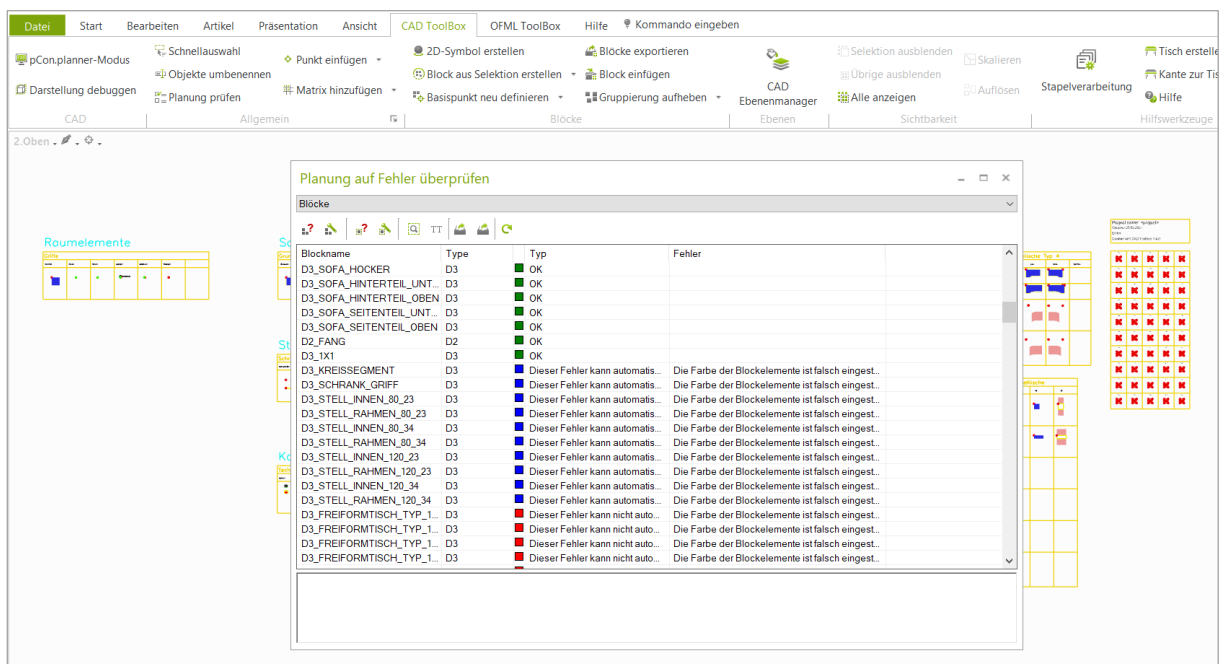 Datei Start Bearbeiten Artikel Präsentation Ansicht CAD ToolBox OFML ToolBox Hilfe Kommando eingeben
pCon.planner-Modus
Darstellung debuggen
CAD
Schnellauswahl
Objekte umbenennen
Planung prüfen
Punkt einfügen
Matrix hinzufügen
Allgemein
2D-Symbol erstellen
Block aus Selektion erstellen
Basispunkt neu definieren
Blöcke exportieren
Block einfügen
Gruppierung aufheben
Blöcke
CAD
Ebenenmanager
Ebenen
Selektion ausblenden
Übrige ausblenden
Alle anzeigen
Skalieren
Auflösen
Sichtbarkeit
Stapelverarbeitung
Tisch erstelle
Kante zur Tis
Hilfe
Hilfswerkzeuge
2.Oben
Raumelemente
Planung auf Fehler überprüfen
Blöcke
TT
Blockname Type Typ Fehler
D3_SOFA_HOCKER D3 OK
D3_SOFA_HINTERTEIL_UNT... D3 OK
D3_SOFA_HINTERTEIL_OBEN D3 OK
D3_SOFA_SEITENTEIL_UNT... D3 OK
D3_SOFA_SEITENTEIL_OBEN D3 OK
D2_FANG D2 OK
D3_1X1 D3 OK
D3_KREISSEGMENT D3 Dieser Fehler kann automatis... Die Farbe der Blockelemente ist falsch eingest...
D3_SCHRANK_GRIFF D3 Dieser Fehler kann automatis... Die Farbe der Blockelemente ist falsch eingest...
D3_STELL_INNEN_80_23 D3 Dieser Fehler kann automatis... Die Farbe der Blockelemente ist falsch eingest...
D3_STELL_RAHMEN_80_23 D3 Dieser Fehler kann automatis... Die Farbe der Blockelemente ist falsch eingest...
D3_STELL_INNEN_80_34 D3 Dieser Fehler kann automatis... Die Farbe der Blockelemente ist falsch eingest...
D3_STELL_RAHMEN_80_34 D3 Dieser Fehler kann automatis... Die Farbe der Blockelemente ist falsch eingest...
D3_STELL_INNEN_120_23 D3 Dieser Fehler kann automatis... Die Farbe der Blockelemente ist falsch eingest...
D3_STELL_RAHMEN_120_23 D3 Dieser Fehler kann automatis... Die Farbe der Blockelemente ist falsch eingest...
D3_STELL_INNEN_120_34 D3 Dieser Fehler kann automatis... Die Farbe der Blockelemente ist falsch eingest...
D3_STELL_RAHMEN_120_34 D3 Dieser Fehler kann automatis... Die Farbe der Blockelemente ist falsch eingest...
D3_FREIFORMTISCH_TYP_1... D3 Dieser Fehler kann nicht auto... Die Farbe der Blockelemente ist falsch eingest...
D3_FREIFORMTISCH_TYP_1... D3 Dieser Fehler kann nicht auto... Die Farbe der Blockelemente ist falsch eingest...
D3_FREIFORMTISCH_TYP_1... D3 Dieser Fehler kann nicht auto... Die Farbe der Blockelemente ist falsch eingest...
D3_FREIFORMTISCH_TYP_1... D3 Dieser Fehler kann nicht auto... Die Farbe der Blockelemente ist falsch eingest...